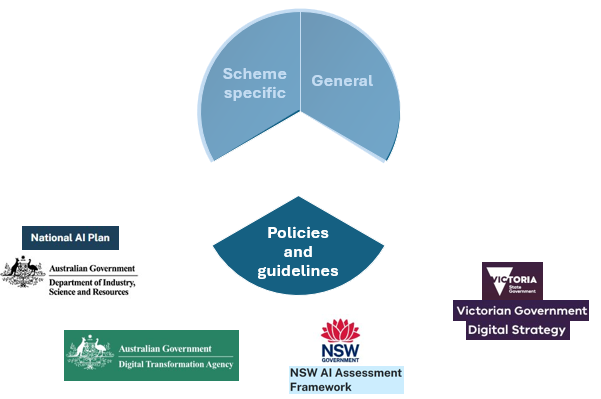 Scheme
specific
General
Policies
and
guidelines
National AI Plan
Australian Government
Department of Industry,
Science and Resources
Australian Government
Digital Transformation Agency
NSW
GOVERNMENT
NSW AI Assessment
Framework
VICTORIA
State
Government
Victorian Government
Digital Strategy